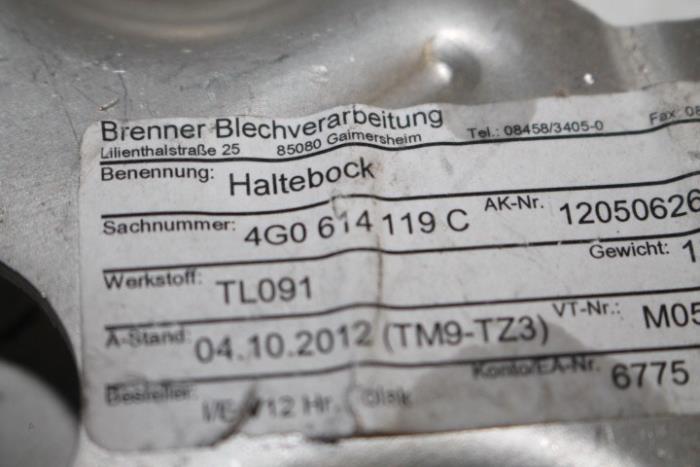 Brenner Blechverarbeitung
Lilienthalstraße 25 85080 Gaimersheim Tel.: 08458/3405-0 Fax 08
Benennung: Haltebock
Sachnummer: 4G0 614 119 C AK-Nr. 12050626
Gewicht: 1
Werkstoff: TL091
A-Stand: 04.10.2012 (TM9-TZ3) VT-Nr.: M05
Konto/EA-Nr. 6775
Besteller: I/E-V12 Hr.